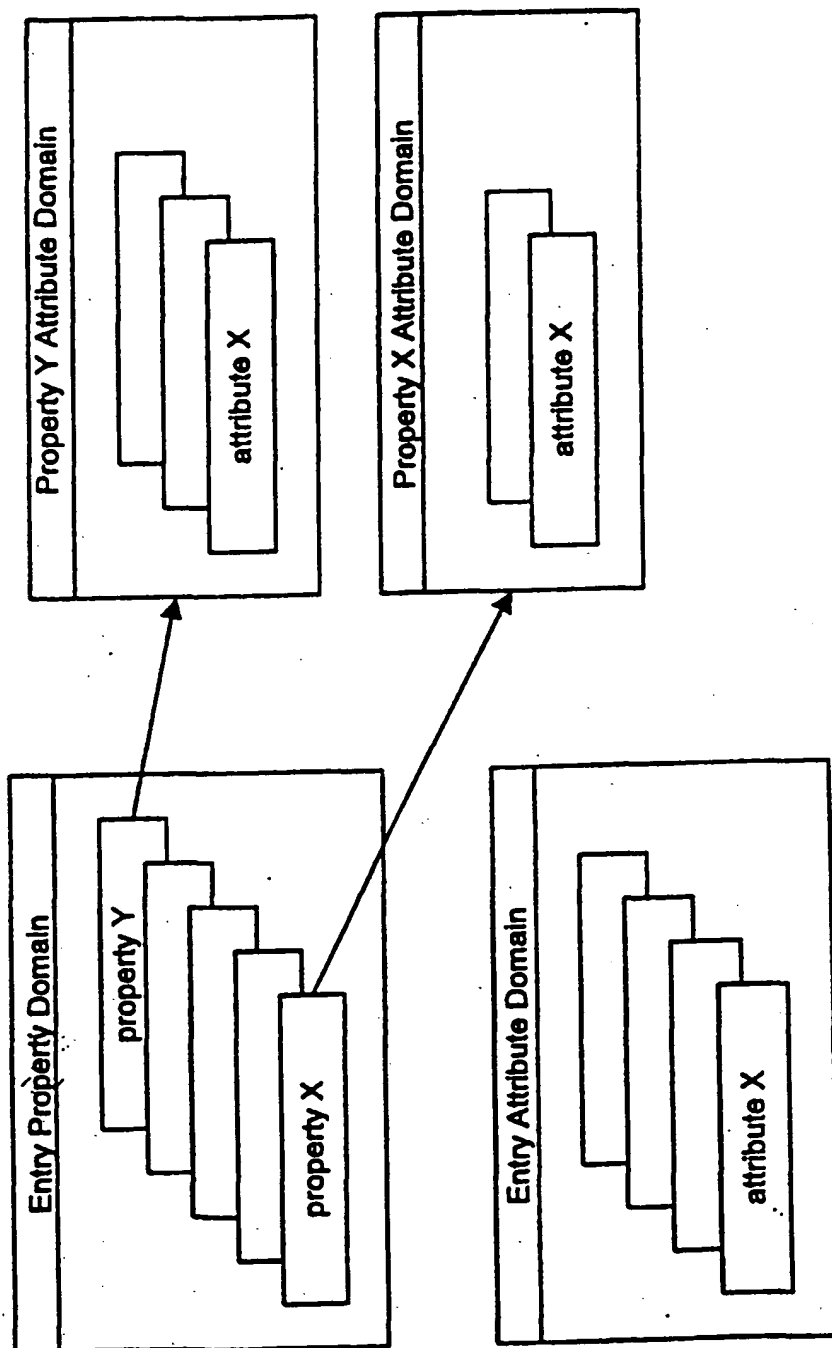 Entry Property Domain
property Y
property X
Property Y Attribute Domain
attribute X
Property X Attribute Domain
attribute X
Entry Attribute Domain
attribute X